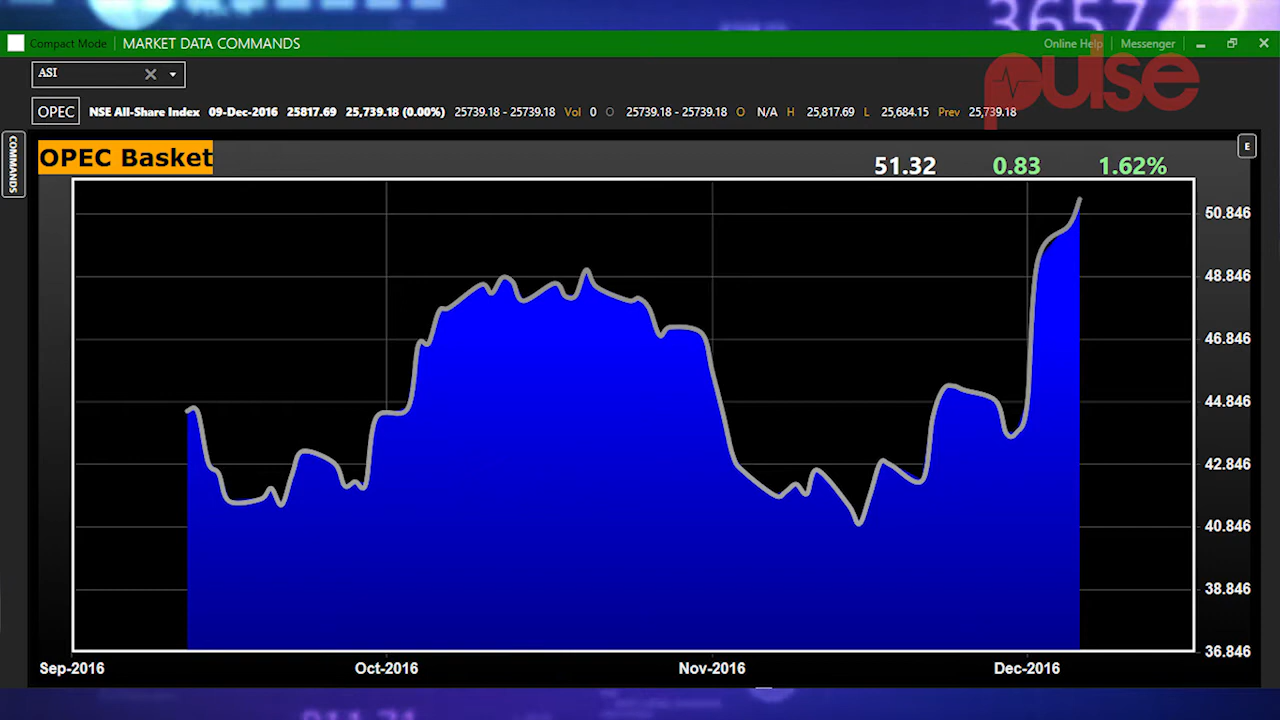 3657.12
Compact Mode
MARKET DATA COMMANDS
Online Help
Messenger
pulse
ASI
OPEC
NSE All-Share Index 09-Dec-2016 25817.69 25,739.18 (0.00%) 25739.18 - 25739.18 Vol 0 O 25739.18 - 25739.18 O N/A H 25,817.69 L 25,684.15 Prev 25,739.18
COMMANDS
E
OPEC Basket
51.32 0.83 1.62%
50.846
48.846
46.846
44.846
42.846
40.846
38.846
36.846
Sep-2016 Oct-2016 Nov-2016 Dec-2016